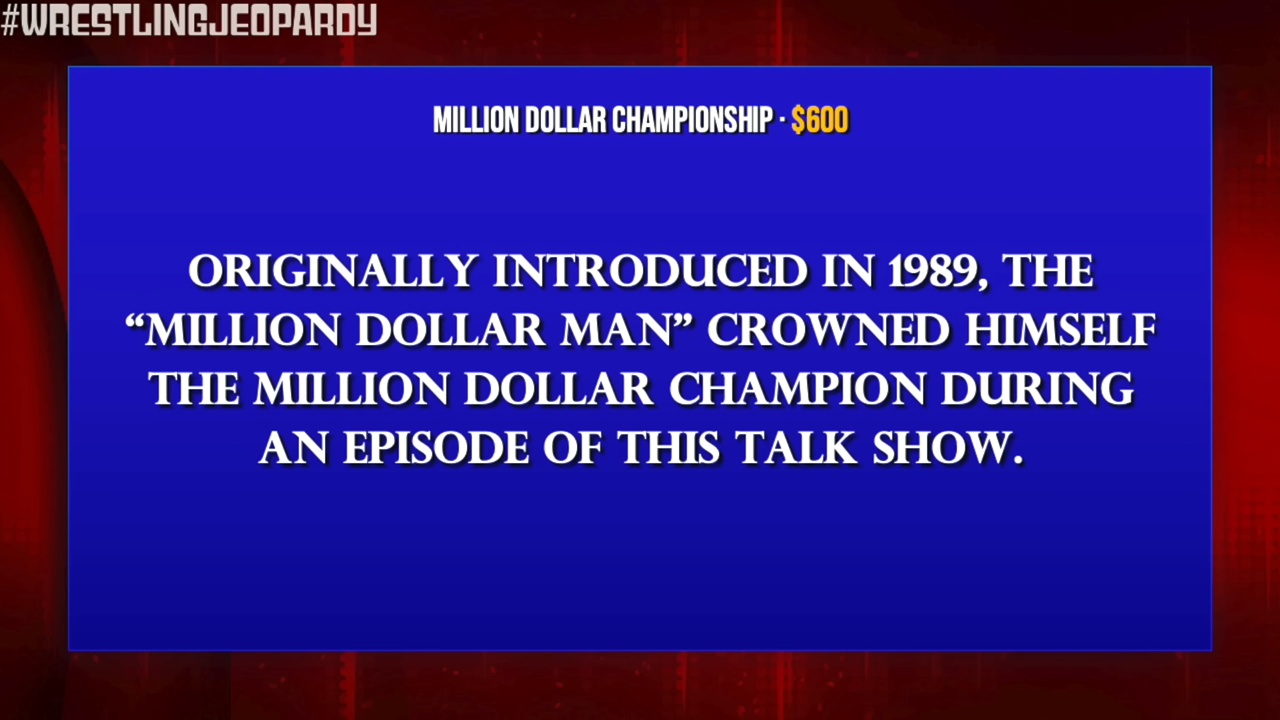 #WRESTLINGJEOPARDY
MILLION DOLLAR CHAMPIONSHIP · $600
ORIGINALLY INTRODUCED IN 1989, THE
“MILLION DOLLAR MAN” CROWNED HIMSELF
THE MILLION DOLLAR CHAMPION DURING
AN EPISODE OF THIS TALK SHOW.